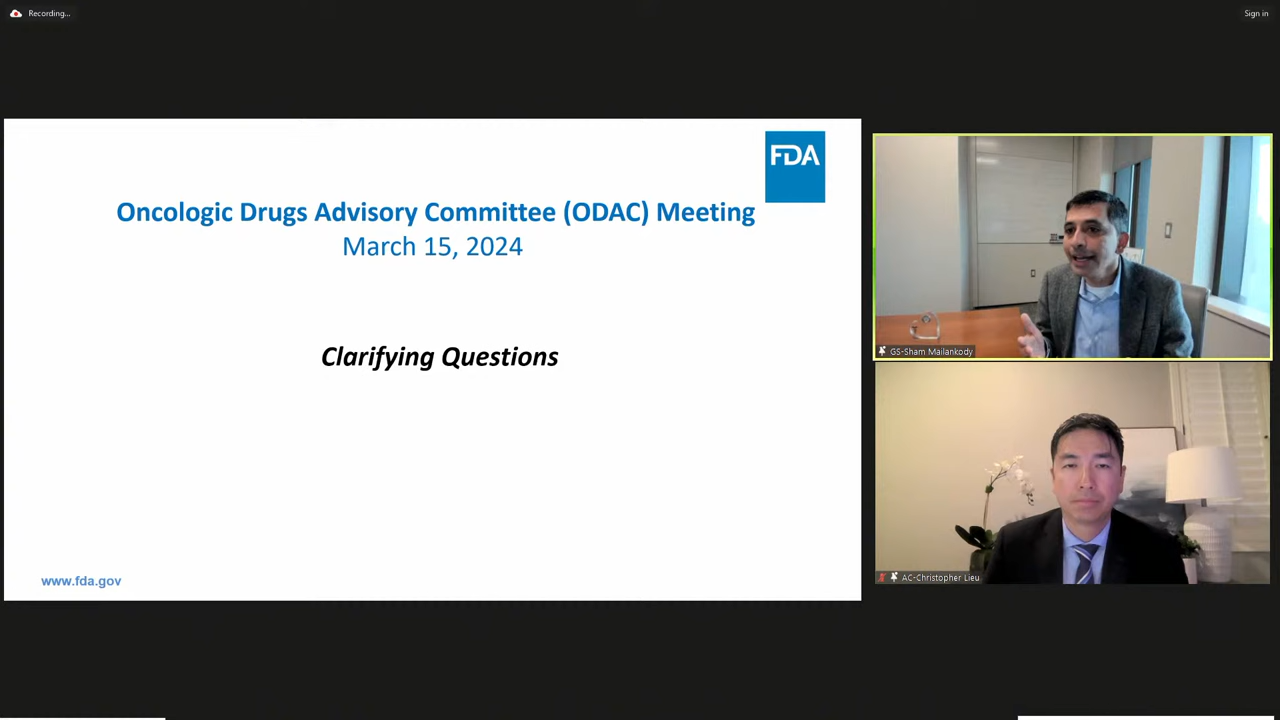 Recording...
Sign in
FDA
Oncologic Drugs Advisory Committee (ODAC) Meeting
March 15, 2024
Clarifying Questions
www.fda.gov
GS-Sham Mailankody
AC-Christopher Lieu